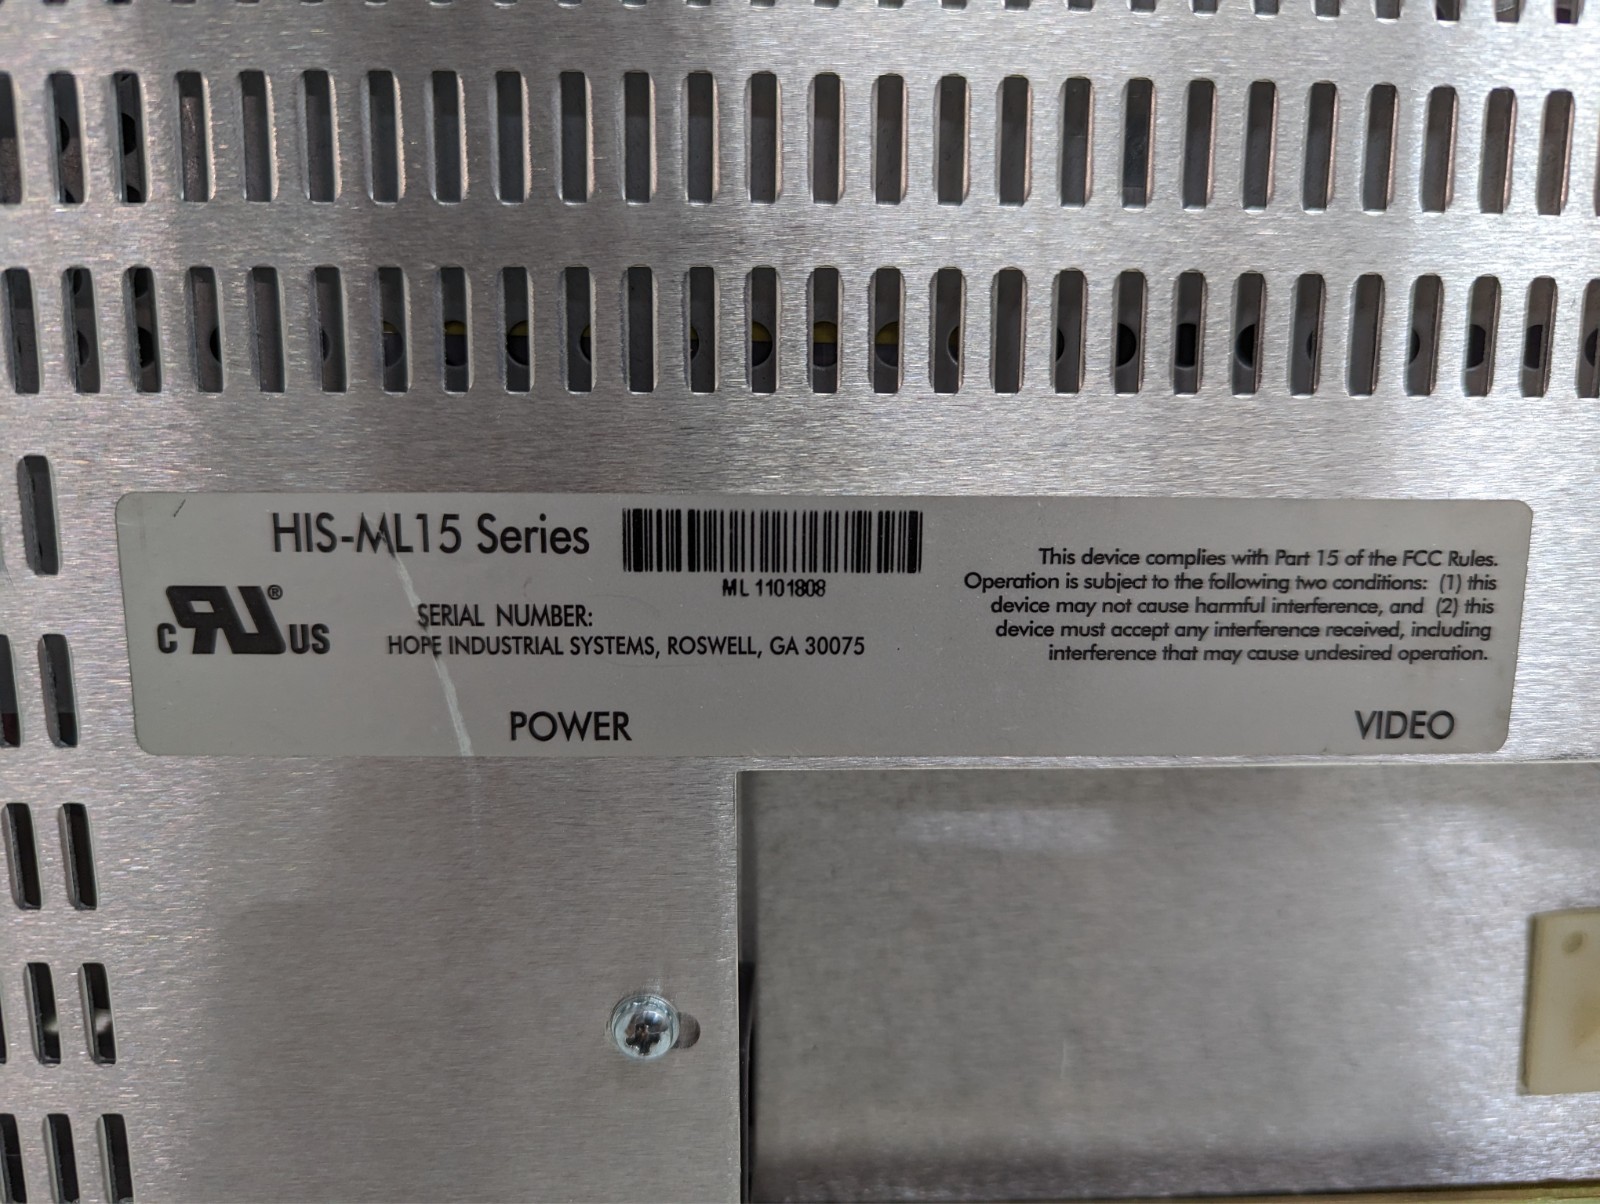 HIS-ML15 Series
ML1101808
SERIAL NUMBER:
HOPE INDUSTRIAL SYSTEMS, ROSWELL, GA 30075
C RU ® US
This device complies with Part 15 of the FCC Rules.
Operation is subject to the following two conditions: (1) this
device may not cause harmful interference, and (2) this
device must accept any interference received, including
interference that may cause undesired operation.
POWER
VIDEO